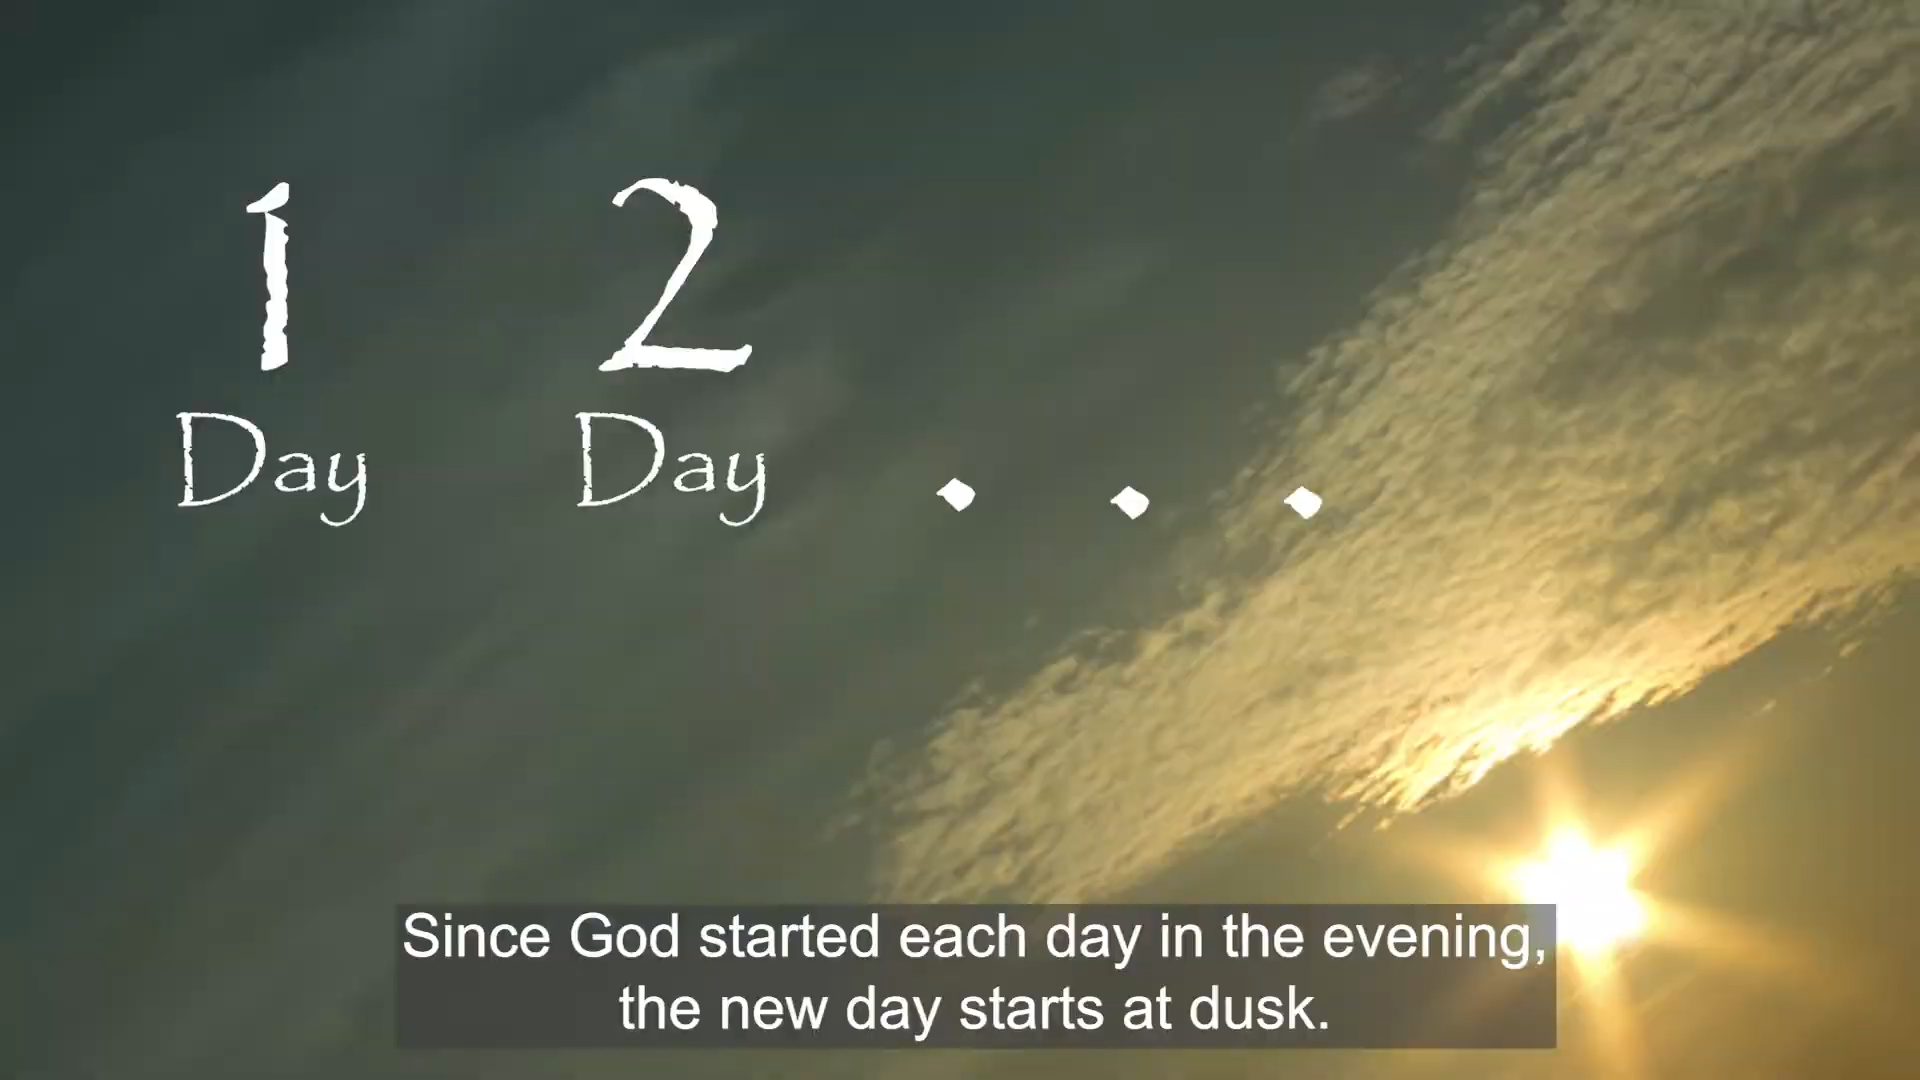 1 2
Day Day . . .
Since God started each day in the evening,
the new day starts at dusk.